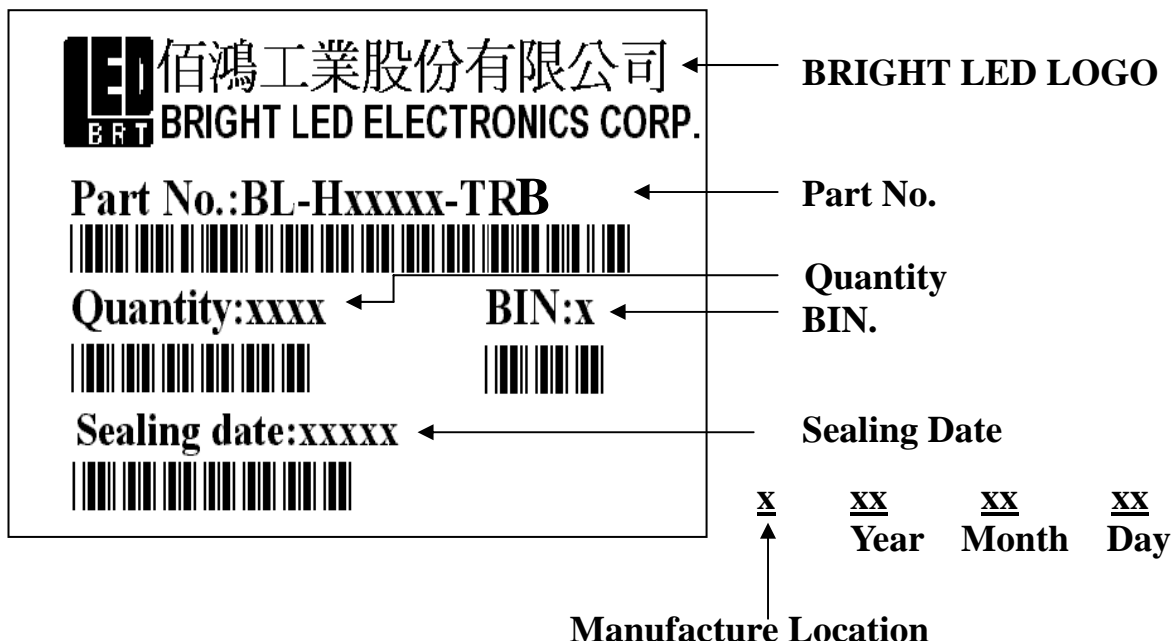 LED 佰鴻工業股份有限公司 BRIGHT LED LOGO
BRT BRIGHT LED ELECTRONICS CORP.
Part No.:BL-Hxxxxx-TRB Part No.
Quantity
Quantity:xxxx BIN:x BIN.
Sealing date:xxxxx Sealing Date
x xx xx xx
Year Month Day
Manufacture Location